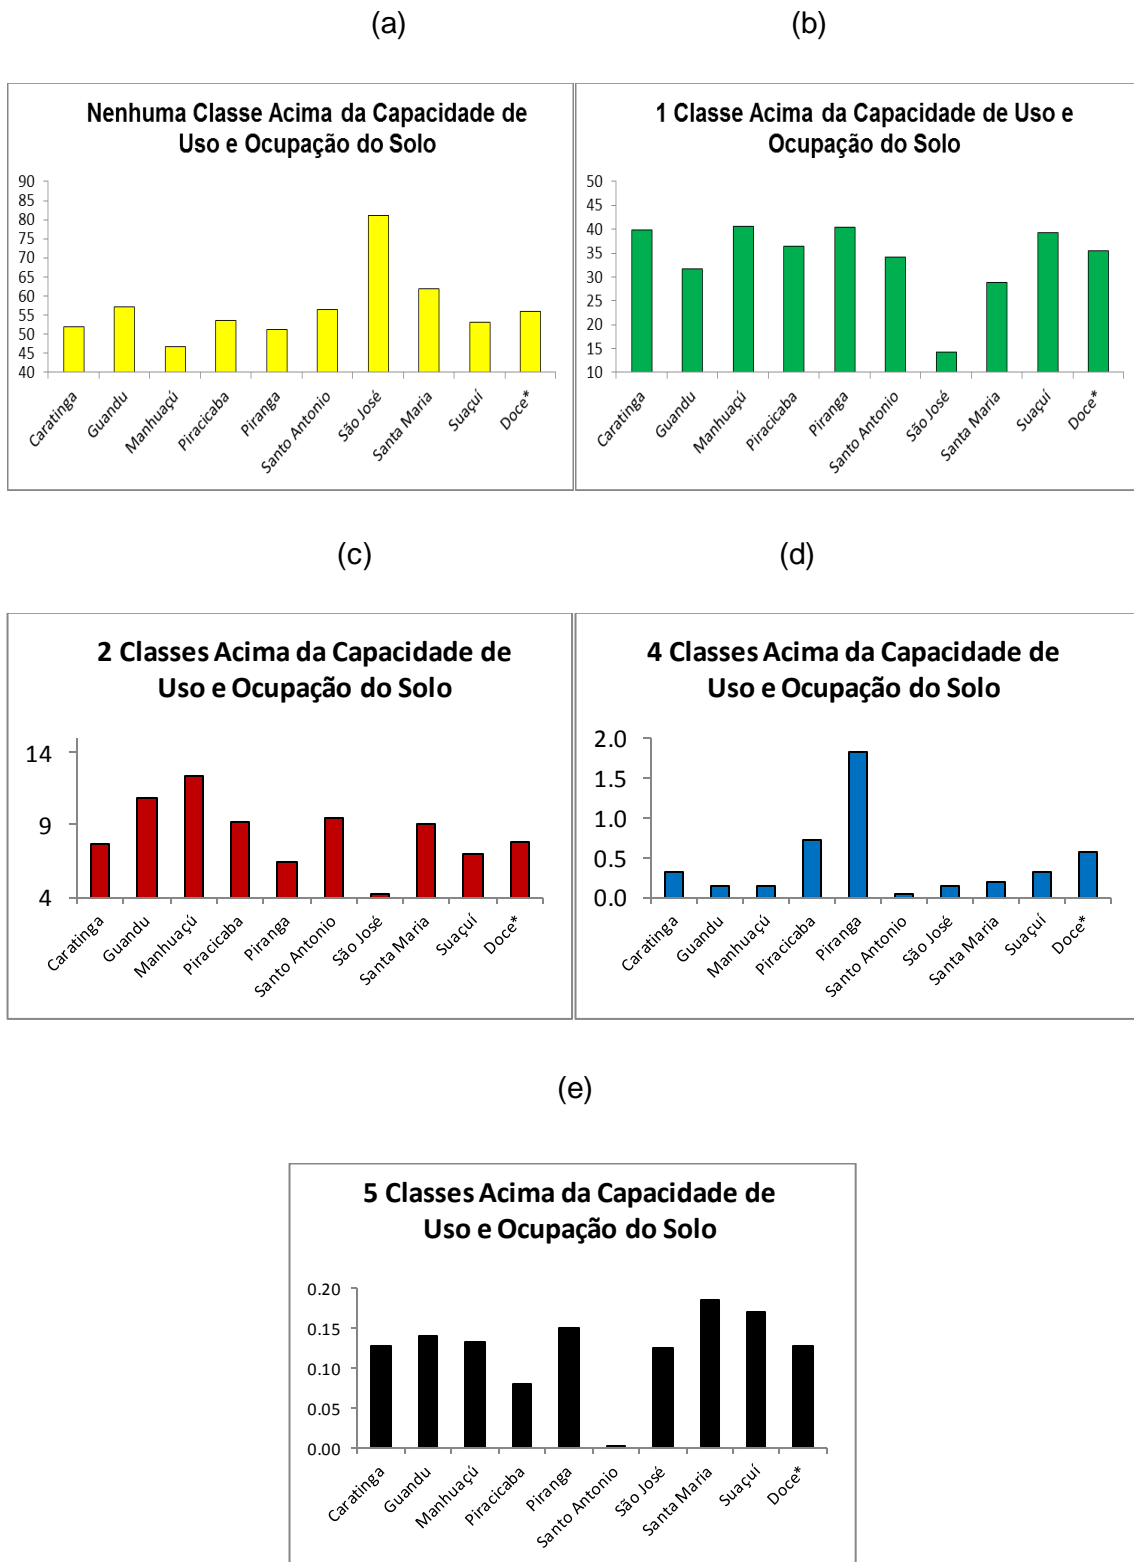 (a)
(b)
Nenhuma Classe Acima da Capacidade de
Uso e Ocupação do Solo
90
85
80
75
70
65
60
55
50
45
40
Caratinga
Guandu
Manhuaçú
Piracicaba
Piranga
Santo Antonio
São José
Santa Maria
Suaçuí
Doce*
1 Classe Acima da Capacidade de Uso e
Ocupação do Solo
50
45
40
35
30
25
20
15
10
Caratinga
Guandu
Manhuaçú
Piracicaba
Piranga
Santo Antonio
São José
Santa Maria
Suaçuí
Doce*
(c)
(d)
2 Classes Acima da Capacidade de
Uso e Ocupação do Solo
14
9
4
Caratinga
Guandu
Manhuaçú
Piracicaba
Piranga
Santo Antonio
São José
Santa Maria
Suaçuí
Doce*
4 Classes Acima da Capacidade de
Uso e Ocupação do Solo
2.0
1.5
1.0
0.5
0.0
Caratinga
Guandu
Manhuaçú
Piracicaba
Piranga
Santo Antonio
São José
Santa Maria
Suaçuí
Doce*
(e)
5 Classes Acima da Capacidade de
Uso e Ocupação do Solo
0.20
0.15
0.10
0.05
0.00
Caratinga
Guandu
Manhuaçú
Piracicaba
Piranga
Santo Antonio
São José
Santa Maria
Suaçuí
Doce*